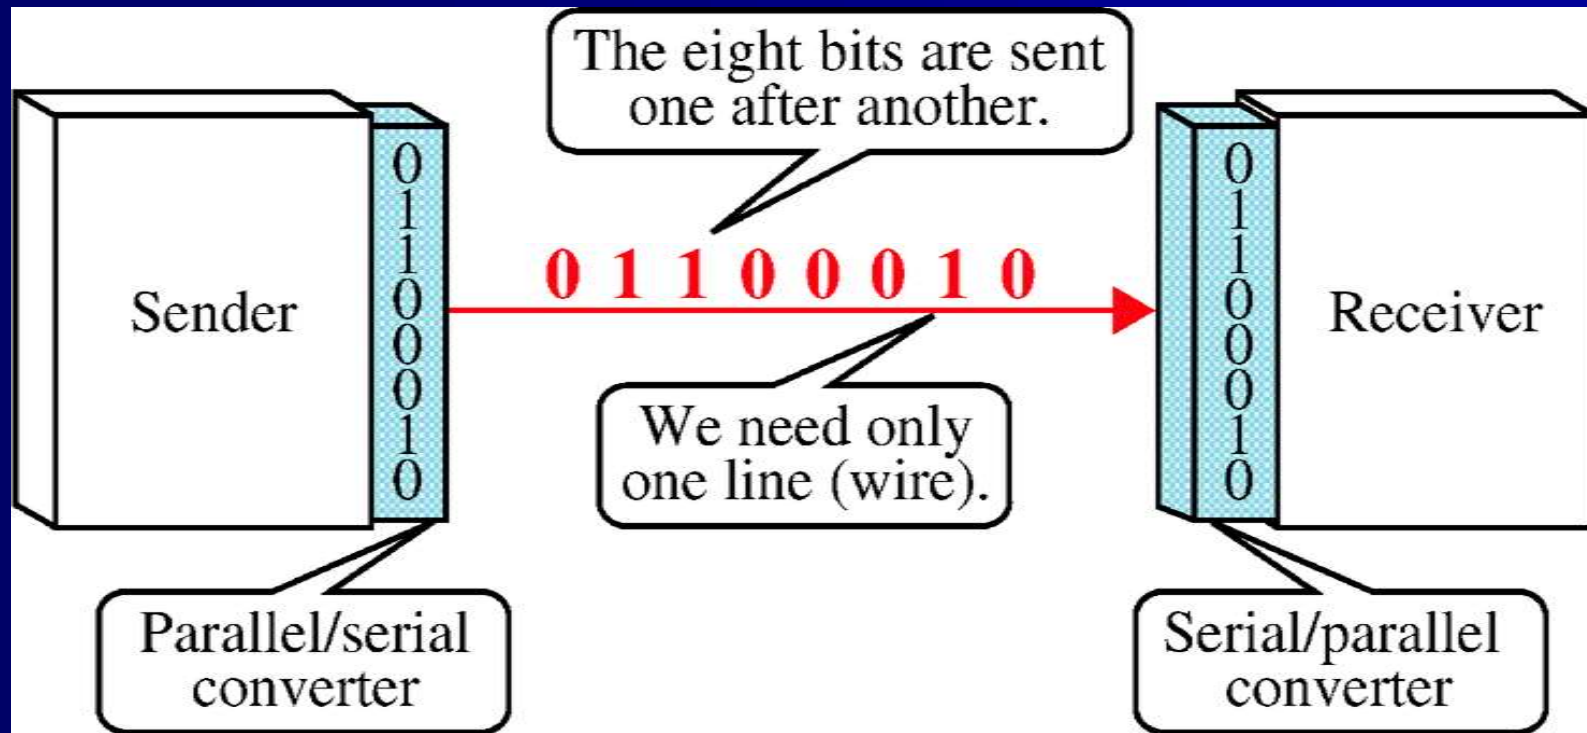 The eight bits are sent
one after another.
Sender
0
1
1
0
0
0
1
0
0 1 1 0 0 0 1 0
We need only
one line (wire).
0
1
1
0
0
0
1
0
Receiver
Parallel/serial
converter
Serial/parallel
converter